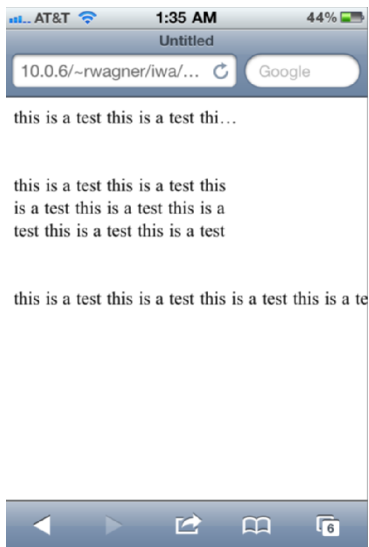 AT&T 1:35 AM 44%
Untitled
10.0.6/~rwagner/iwa/... Google
this is a test this is a test thi...
this is a test this is a test this
is a test this is a test this is a
test this is a test this is a test
this is a test this is a test this is a test this is a te
6